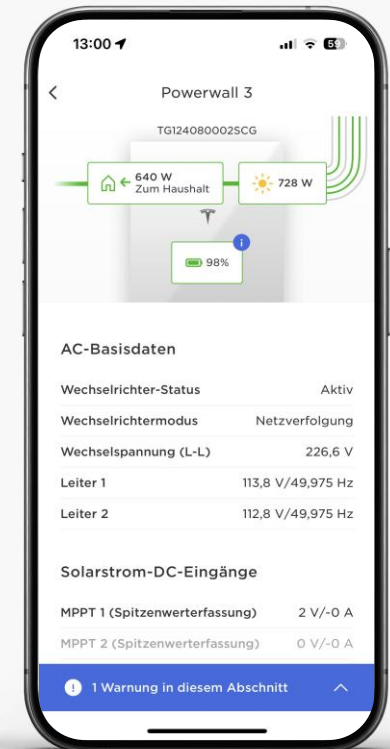 13:00
59
Powerwall 3
TG124080002SCG
640 W
Zum Haushalt
728 W
i
98%
AC-Basisdaten
Wechselrichter-Status Aktiv
Wechselrichtermodus Netzverfolgung
Wechselspannung (L-L) 226,6 V
Leiter 1 113,8 V/49,975 Hz
Leiter 2 112,8 V/49,975 Hz
Solarstrom-DC-Eingänge
MPPT 1 (Spitzenwerterfassung) 2 V/-0 A
MPPT 2 (Spitzenwerterfassung) 0 V/-0 A
! 1 Warnung in diesem Abschnitt